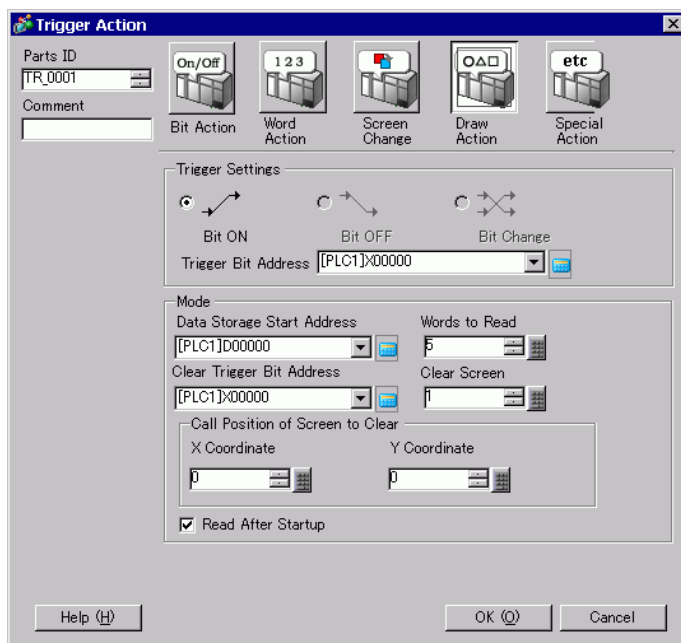 Trigger Action
Parts ID
TR_0001
Comment
On/Off
Bit Action
1 2 3
Word Action
Screen Change
Draw Action
etc
Special Action
Trigger Settings
Bit ON
Bit OFF
Bit Change
Trigger Bit Address [PLC1]X00000
Mode
Data Storage Start Address
[PLC1]D00000
Words to Read
5
Clear Trigger Bit Address
[PLC1]X00000
Clear Screen
1
Call Position of Screen to Clear
X Coordinate
0
Y Coordinate
0
Read After Startup
Help (H)
OK (O)
Cancel